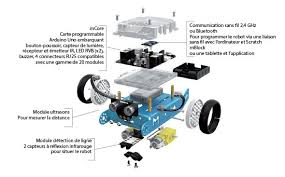 mCore
Carte programmable
Arduino Uno embarquant
bouton-poussoir, capteur de lumière,
récepteur et émetteur IR, LED RVB (x2),
buzzer, 4 connecteurs RJ25 compatibles
avec une gamme de 20 modules
Communication sans fil 2,4 GHz
ou Bluetooth
Pour programmer le robot via une liaison
sans fil avec l'ordinateur et Scratch
mBlock
ou une tablette et l'application
Module ultrasons
Pour mesurer la distance
Module détection de ligne
2 capteurs à réflexion infrarouge
pour situer le robot